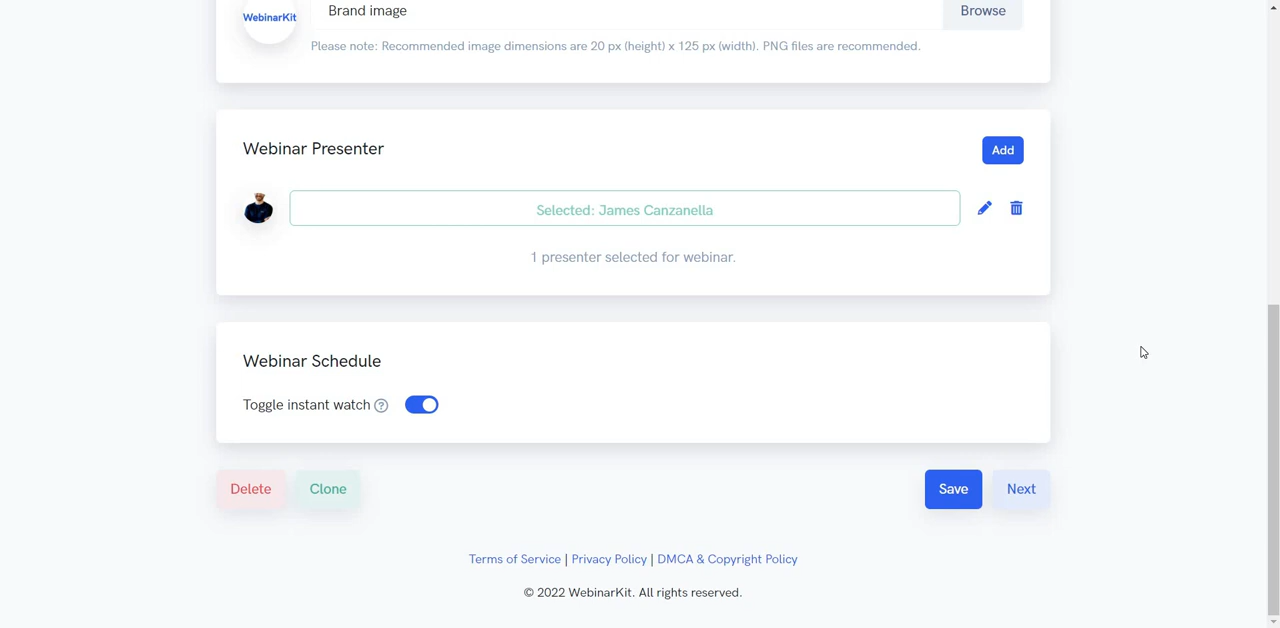 WebinarKit
Brand image
Browse
Please note: Recommended image dimensions are 20 px (height) x 125 px (width). PNG files are recommended.
Webinar Presenter
Add
Selected: James Canzanella
1 presenter selected for webinar.
Webinar Schedule
Toggle instant watch ?
Delete
Clone
Save
Next
Terms of Service | Privacy Policy | DMCA & Copyright Policy
© 2022 WebinarKit. All rights reserved.